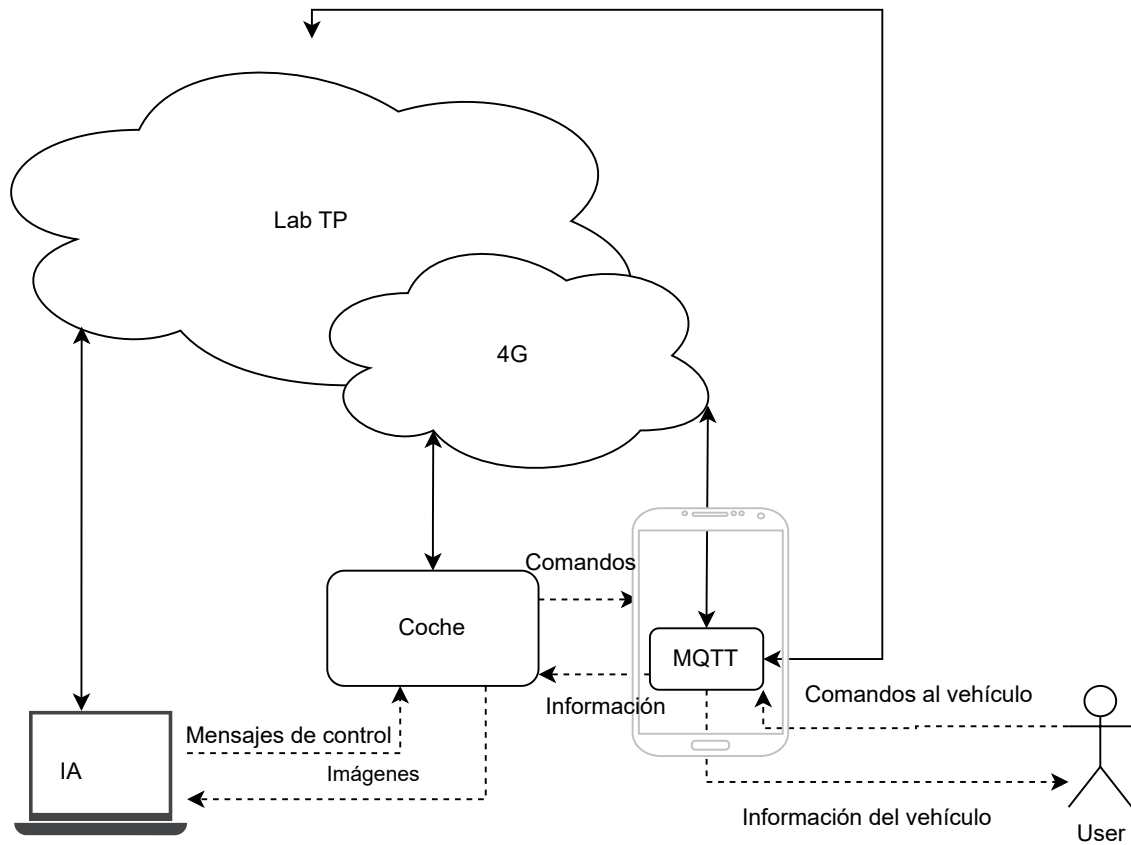 Lab TP
4G
Comandos
Coche
MQTT
Información
Comandos al vehículo
Mensajes de control
IA
Imágenes
Información del vehículo
User